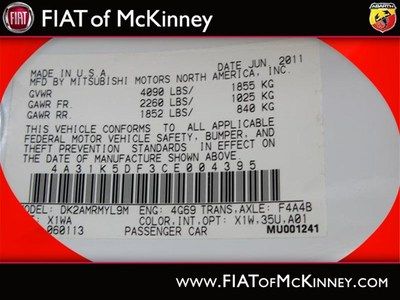 FIAT of McKinney
ABARTH
DATE JUN, 2011
MADE IN U.S.A.
MFD BY MITSUBISHI MOTORS NORTH AMERICA, INC.
GVWR 4090 LBS/ 1855 KG
GAWR FR. 2260 LBS/ 1025 KG
GAWR RR. 1852 LBS/ 840 KG
THIS VEHICLE CONFORMS TO ALL APPLICABLE
FEDERAL MOTOR VEHICLE SAFETY, BUMPER, AND
THEFT PREVENTION STANDARDS IN EFFECT ON
THE DATE OF MANUFACTURE SHOWN ABOVE.
4A31K5DF3CE004395
MODEL: DK2AMRMYL9M ENG: 4G69 TRANS,AXLE: F4A4B
X1WA COLOR,INT,OPT: X1W,35U,A01
060113 PASSENGER CAR MU001241
www.FIATofMcKinney.com